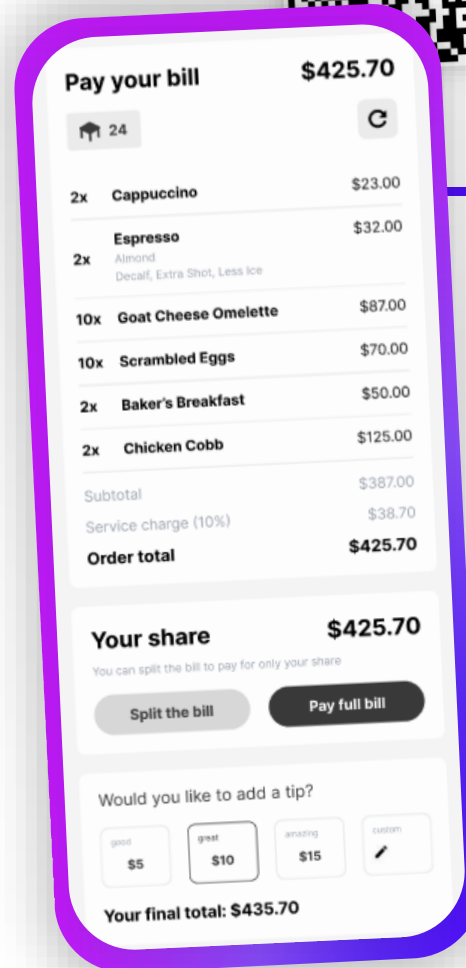 Pay your bill $425.70
24
2x Cappuccino $23.00
2x Espresso $32.00
Almond
Decaif, Extra Shot, Less Ice
10x Goat Cheese Omelette $87.00
10x Scrambled Eggs $70.00
2x Baker's Breakfast $50.00
2x Chicken Cobb $125.00
Subtotal $387.00
Service charge (10%) $38.70
Order total $425.70
Your share $425.70
You can split the bill to pay for only your share
Split the bill Pay full bill
Would you like to add a tip?
good great amazing custom
$5 $10 $15
Your final total: $435.70